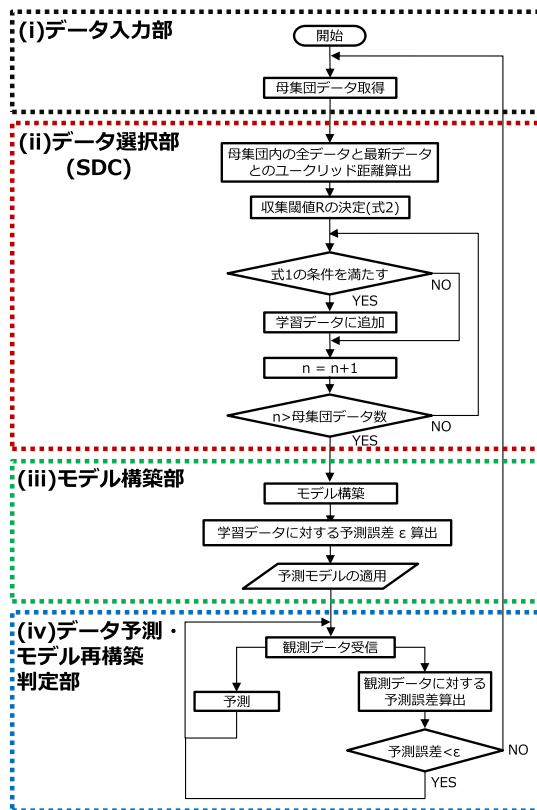 (i)データ入力部
開始
母集団データ取得
(ii)データ選択部
(SDC)
母集団内の全データと最新データ
とのユークリッド距離算出
収集閾値Rの決定(式2)
式1の条件を満たす
NO
YES
学習データに追加
n = n+1
n>母集団データ数
NO
YES
(iii)モデル構築部
モデル構築
学習データに対する予測誤差 ε 算出
予測モデルの適用
(iv)データ予測・
モデル再構築
判定部
観測データ受信
予測
観測データに対する
予測誤差算出
予測誤差<ε
NO
YES